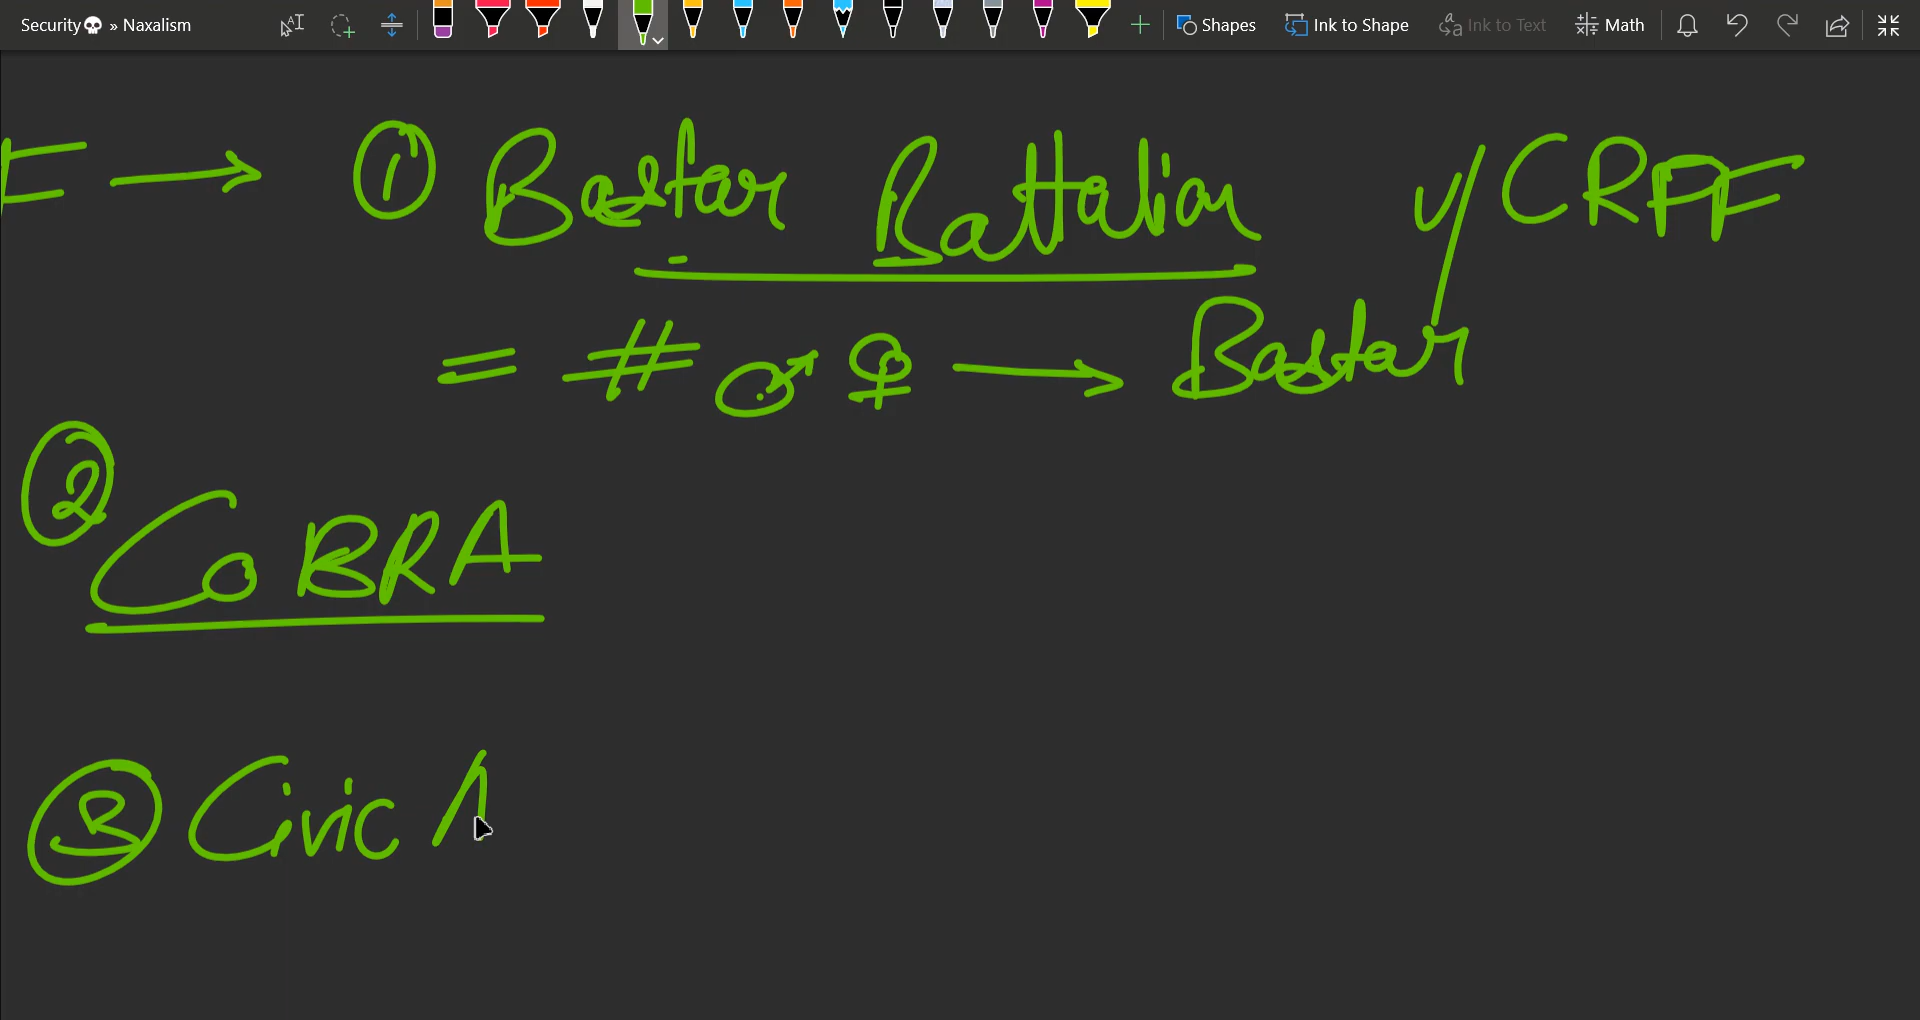 Security💀 » Naxalism
Shapes Ink to Shape Ink to Text Math
E → ① Bastar Battalion y/CRPF
= # ♂ ♀ → Bastar
②
CoBRA
③ Civic A